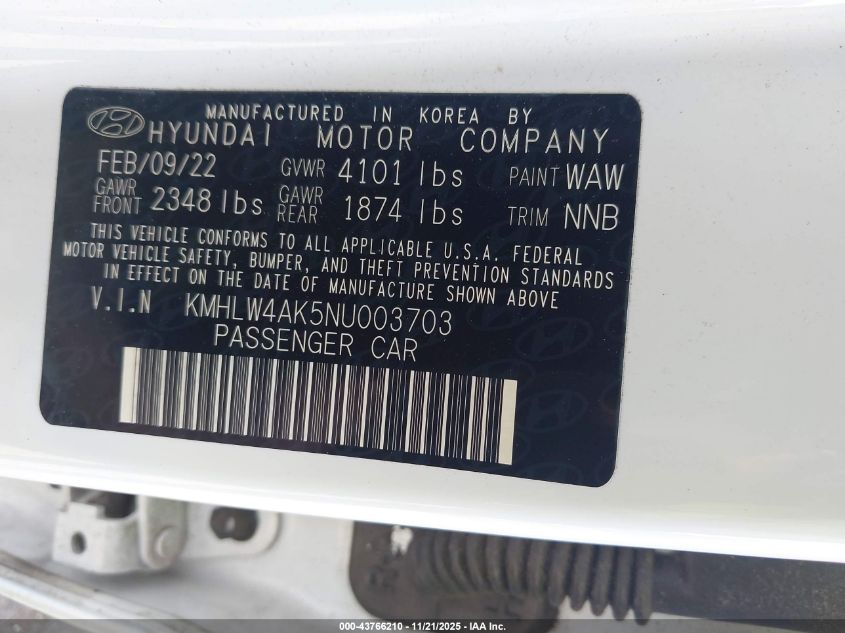 MANUFACTURED IN KOREA BY
HYUNDAI MOTOR COMPANY
FEB/09/22 GVWR 4101 lbs PAINT WAW
GAWR FRONT 2348 lbs GAWR REAR 1874 lbs TRIM NNB
THIS VEHICLE CONFORMS TO ALL APPLICABLE U.S.A. FEDERAL
MOTOR VEHICLE SAFETY, BUMPER, AND THEFT PREVENTION STANDARDS
IN EFFECT ON THE DATE OF MANUFACTURE SHOWN ABOVE
V.I.N KMHLW4AK5NU003703
PASSENGER CAR
000-43766210 - 11/21/2025 - IAA Inc.